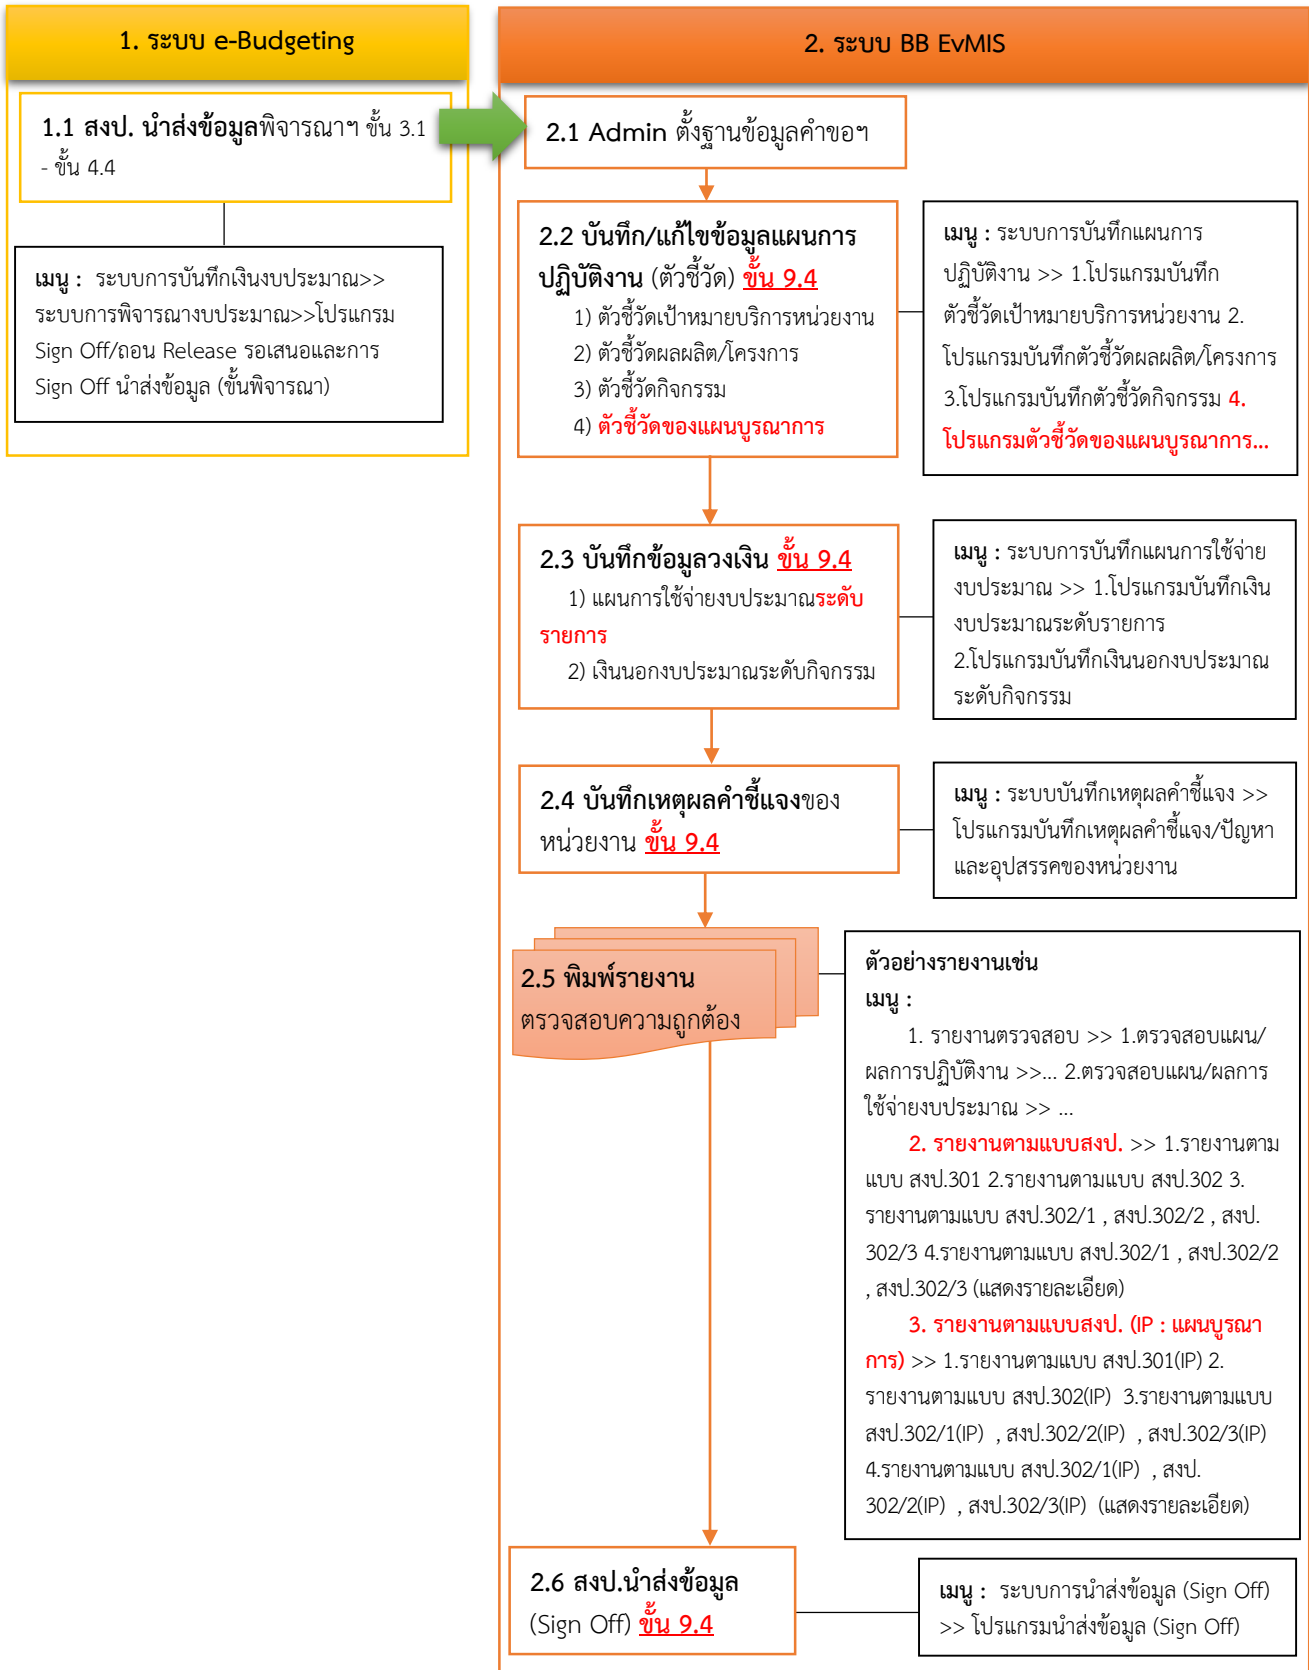 1. ระบบ e-Budgeting
1.1 สงป. นำส่งข้อมูลพิจารณาฯ ขั้น 3.1
- ขั้น 4.4
เมนู : ระบบการบันทึกเงินงบประมาณ>>
ระบบการพิจารณางบประมาณ>>โปรแกรม
Sign Off/ถอน Release รอเสนอและการ
Sign Off นำส่งข้อมูล (ขั้นพิจารณา)
2. ระบบ BB EvMIS
2.1 Admin ตั้งฐานข้อมูลคำขอฯ
2.2 บันทึก/แก้ไขข้อมูลแผนการ
ปฏิบัติงาน (ตัวชี้วัด) ขั้น 9.4
1) ตัวชี้วัดเป้าหมายบริการหน่วยงาน
2) ตัวชี้วัดผลผลิต/โครงการ
3) ตัวชี้วัดกิจกรรม
4) ตัวชี้วัดของแผนบูรณาการ
เมนู : ระบบการบันทึกแผนการ
ปฏิบัติงาน >> 1.โปรแกรมบันทึก
ตัวชี้วัดเป้าหมายบริการหน่วยงาน 2.
โปรแกรมบันทึกตัวชี้วัดผลผลิต/โครงการ
3.โปรแกรมบันทึกตัวชี้วัดกิจกรรม 4.
โปรแกรมตัวชี้วัดของแผนบูรณาการ...
2.3 บันทึกข้อมูลวงเงิน ขั้น 9.4
1) แผนการใช้จ่ายงบประมาณระดับ
รายการ
2) เงินนอกงบประมาณระดับกิจกรรม
เมนู : ระบบการบันทึกแผนการใช้จ่าย
งบประมาณ >> 1.โปรแกรมบันทึกเงิน
งบประมาณระดับรายการ
2.โปรแกรมบันทึกเงินนอกงบประมาณ
ระดับกิจกรรม
2.4 บันทึกเหตุผลคำชี้แจงของ
หน่วยงาน ขั้น 9.4
เมนู : ระบบบันทึกเหตุผลคำชี้แจง >>
โปรแกรมบันทึกเหตุผลคำชี้แจง/ปัญหา
และอุปสรรคของหน่วยงาน
2.5 พิมพ์รายงาน
ตรวจสอบความถูกต้อง
ตัวอย่างรายงานเช่น
เมนู :
1. รายงานตรวจสอบ >> 1.ตรวจสอบแผน/
ผลการปฏิบัติงาน >>... 2.ตรวจสอบแผน/ผลการ
ใช้จ่ายงบประมาณ >> ...
2. รายงานตามแบบสงป. >> 1.รายงานตาม
แบบ สงป.301 2.รายงานตามแบบ สงป.302 3.
รายงานตามแบบ สงป.302/1 , สงป.302/2 , สงป.
302/3 4.รายงานตามแบบ สงป.302/1 , สงป.302/2
, สงป.302/3 (แสดงรายละเอียด)
3. รายงานตามแบบสงป. (IP : แผนบูรณา
การ) >> 1.รายงานตามแบบ สงป.301(IP) 2.
รายงานตามแบบ สงป.302(IP) 3.รายงานตามแบบ
สงป.302/1(IP) , สงป.302/2(IP) , สงป.302/3(IP)
4.รายงานตามแบบ สงป.302/1(IP) , สงป.
302/2(IP) , สงป.302/3(IP) (แสดงรายละเอียด)
2.6 สงป.นำส่งข้อมูล
(Sign Off) ขั้น 9.4
เมนู : ระบบการนำส่งข้อมูล (Sign Off)
>> โปรแกรมนำส่งข้อมูล (Sign Off)